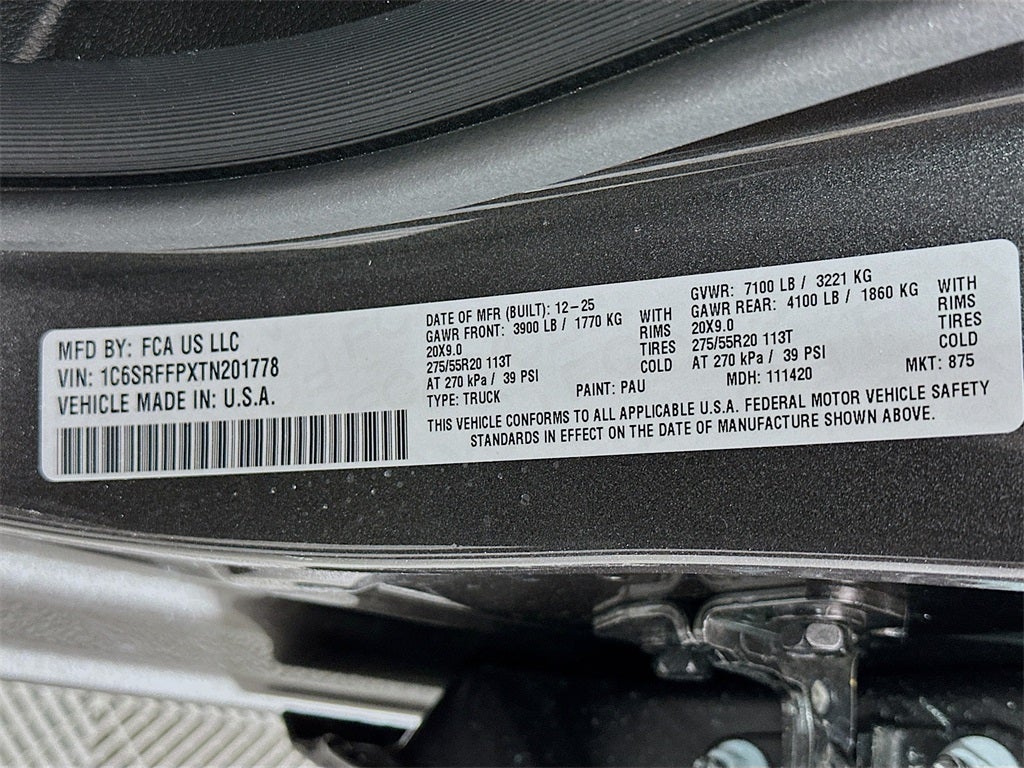 MFD BY: FCA US LLC
VIN: 1C6SRFFPXTN201778
VEHICLE MADE IN: U.S.A.
DATE OF MFR (BUILT): 12-25
GAWR FRONT: 3900 LB / 1770 KG WITH
20X9.0 RIMS
275/55R20 113T TIRES
AT 270 kPa / 39 PSI COLD
TYPE: TRUCK PAINT: PAU
GVWR: 7100 LB / 3221 KG
GAWR REAR: 4100 LB / 1860 KG WITH
20X9.0 RIMS
275/55R20 113T TIRES
AT 270 kPa / 39 PSI COLD
MDH: 111420 MKT: 875
THIS VEHICLE CONFORMS TO ALL APPLICABLE U.S.A. FEDERAL MOTOR VEHICLE SAFETY
STANDARDS IN EFFECT ON THE DATE OF MANUFACTURE SHOWN ABOVE.